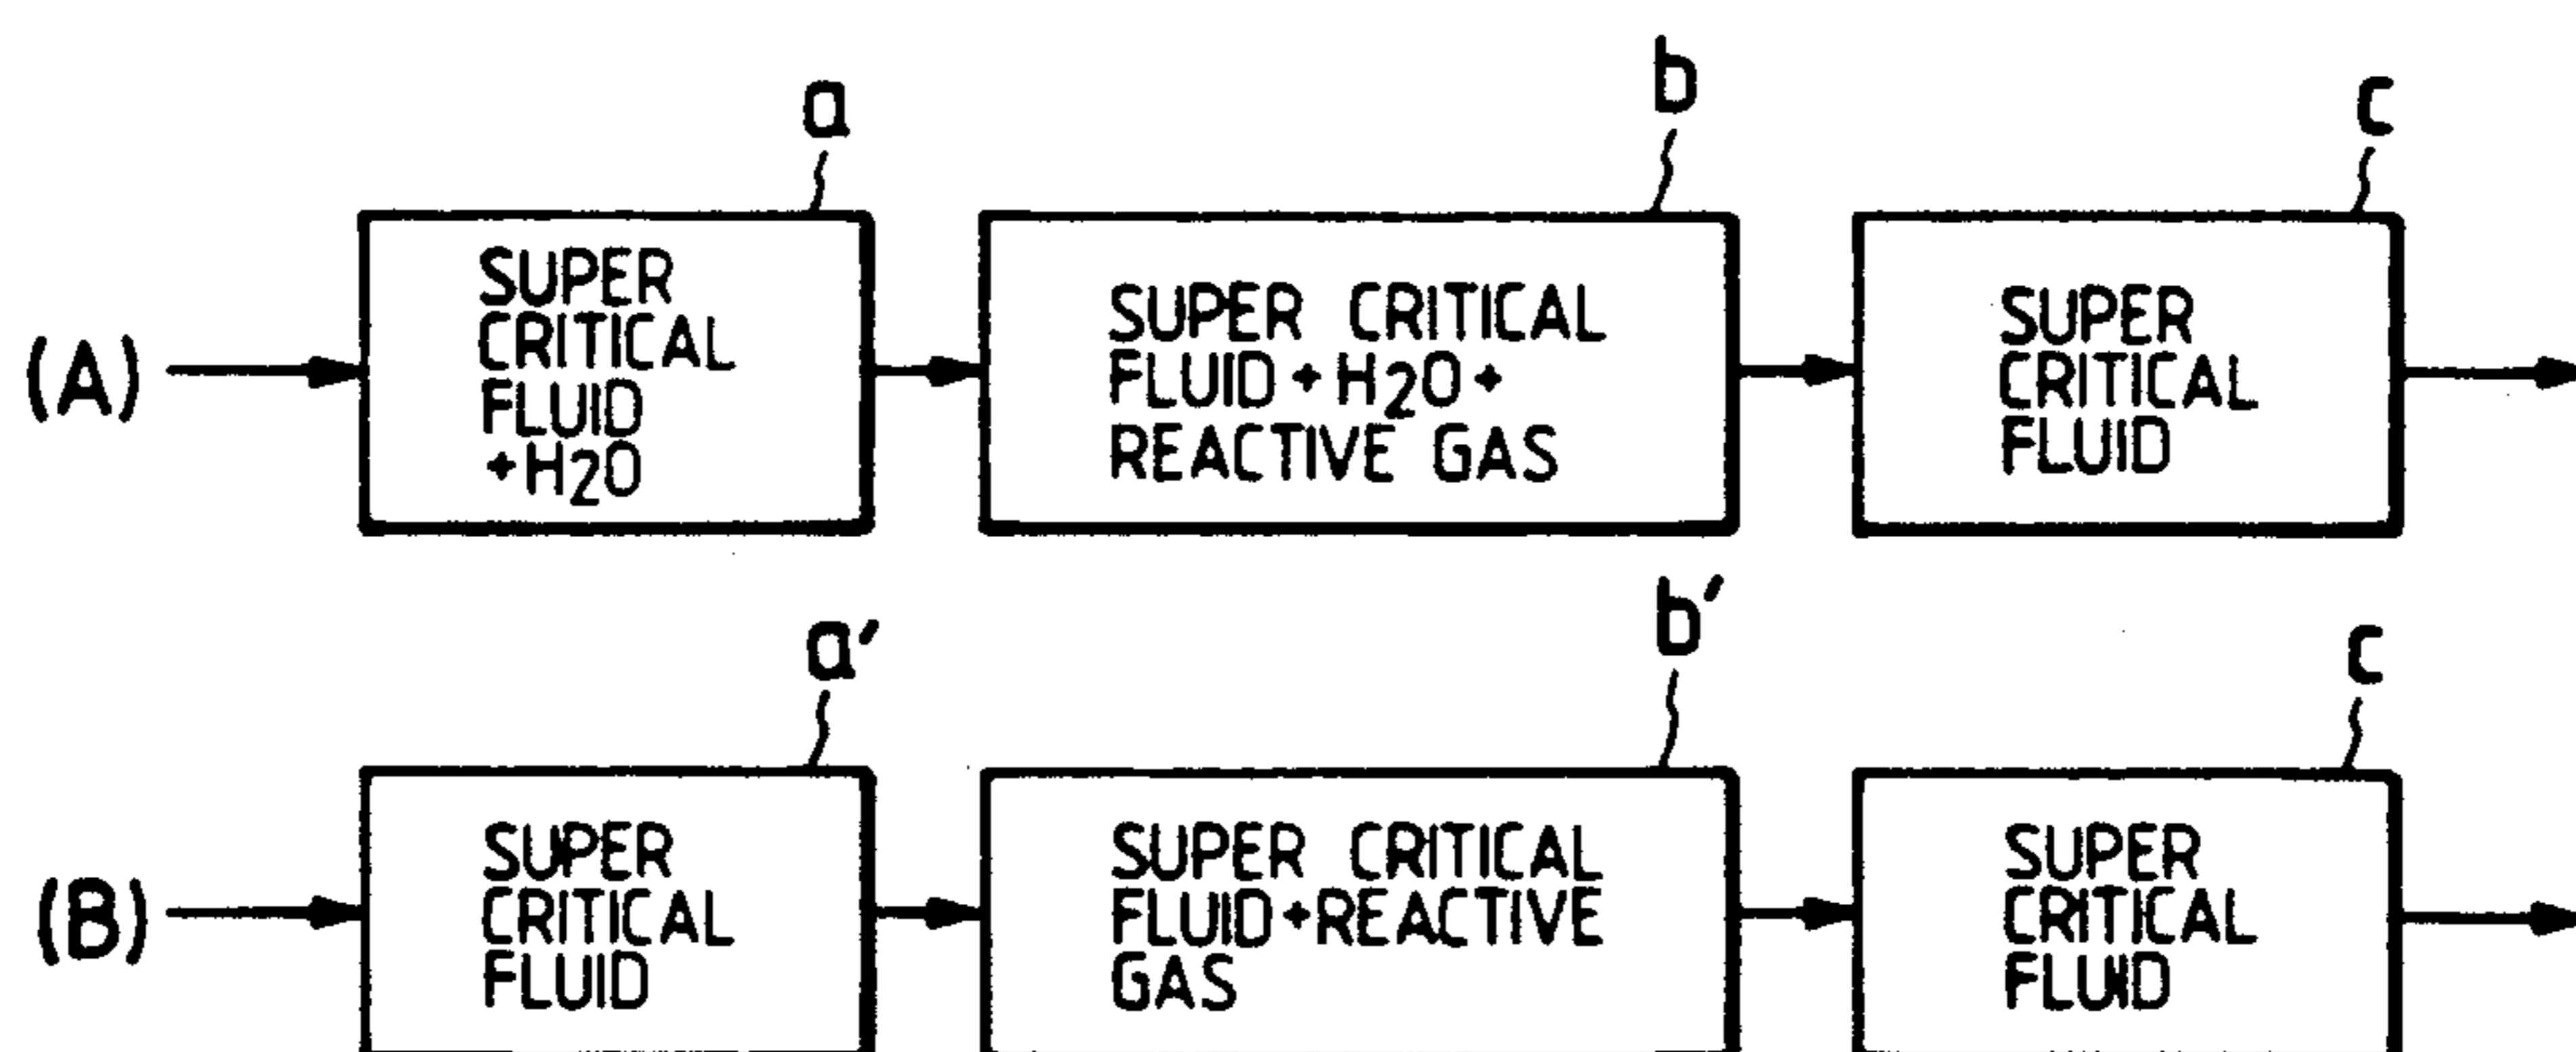 a
b
c
(A)
SUPER
CRITICAL
FLUID
+H2O
SUPER CRITICAL
FLUID+H2O+
REACTIVE GAS
SUPER
CRITICAL
FLUID
a'
b'
c
(B)
SUPER
CRITICAL
FLUID
SUPER CRITICAL
FLUID+REACTIVE
GAS
SUPER
CRITICAL
FLUID